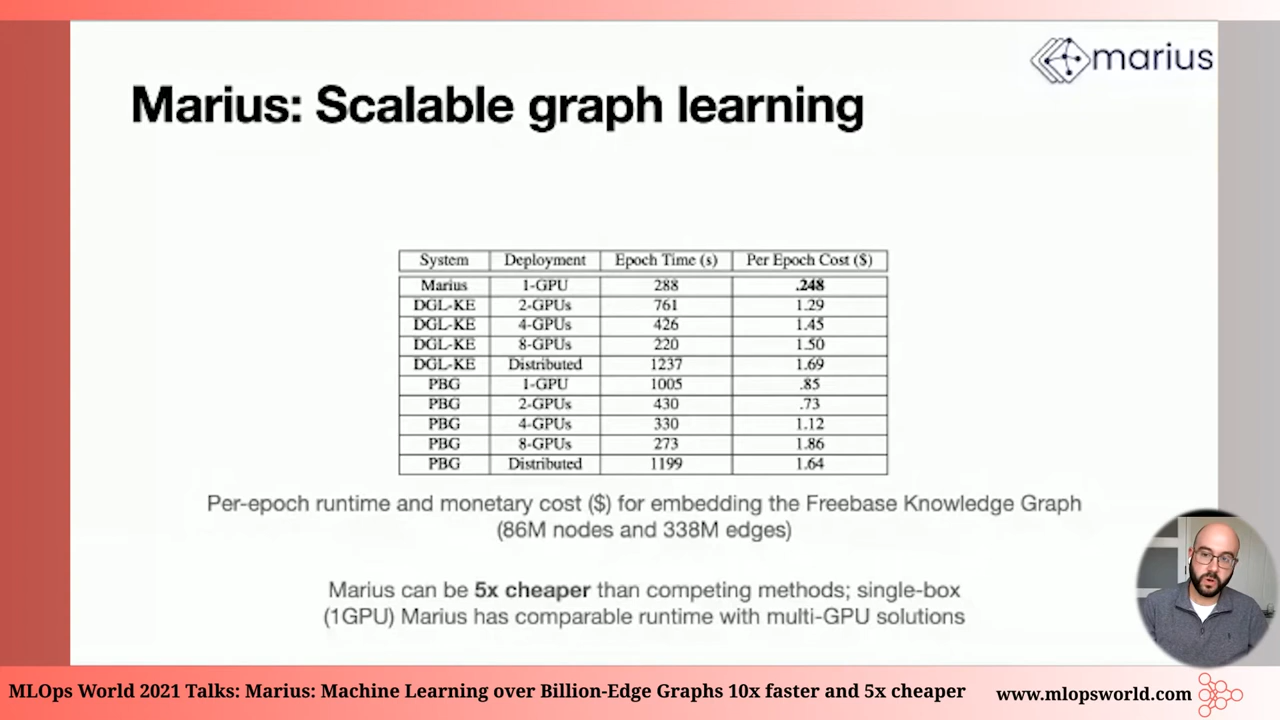 marius
Marius: Scalable graph learning
System Deployment Epoch Time (s) Per Epoch Cost ($)
Marius 1-GPU 288 .248
DGL-KE 2-GPUs 761 1.29
DGL-KE 4-GPUs 426 1.45
DGL-KE 8-GPUs 220 1.50
DGL-KE Distributed 1237 1.69
PBG 1-GPU 1005 .85
PBG 2-GPUs 430 .73
PBG 4-GPUs 330 1.12
PBG 8-GPUs 273 1.86
PBG Distributed 1199 1.64
Per-epoch runtime and monetary cost ($) for embedding the Freebase Knowledge Graph
(86M nodes and 338M edges)
Marius can be 5x cheaper than competing methods; single-box
(1GPU) Marius has comparable runtime with multi-GPU solutions
MLOps World 2021 Talks: Marius: Machine Learning over Billion-Edge Graphs 10x faster and 5x cheaper
www.mlopsworld.com